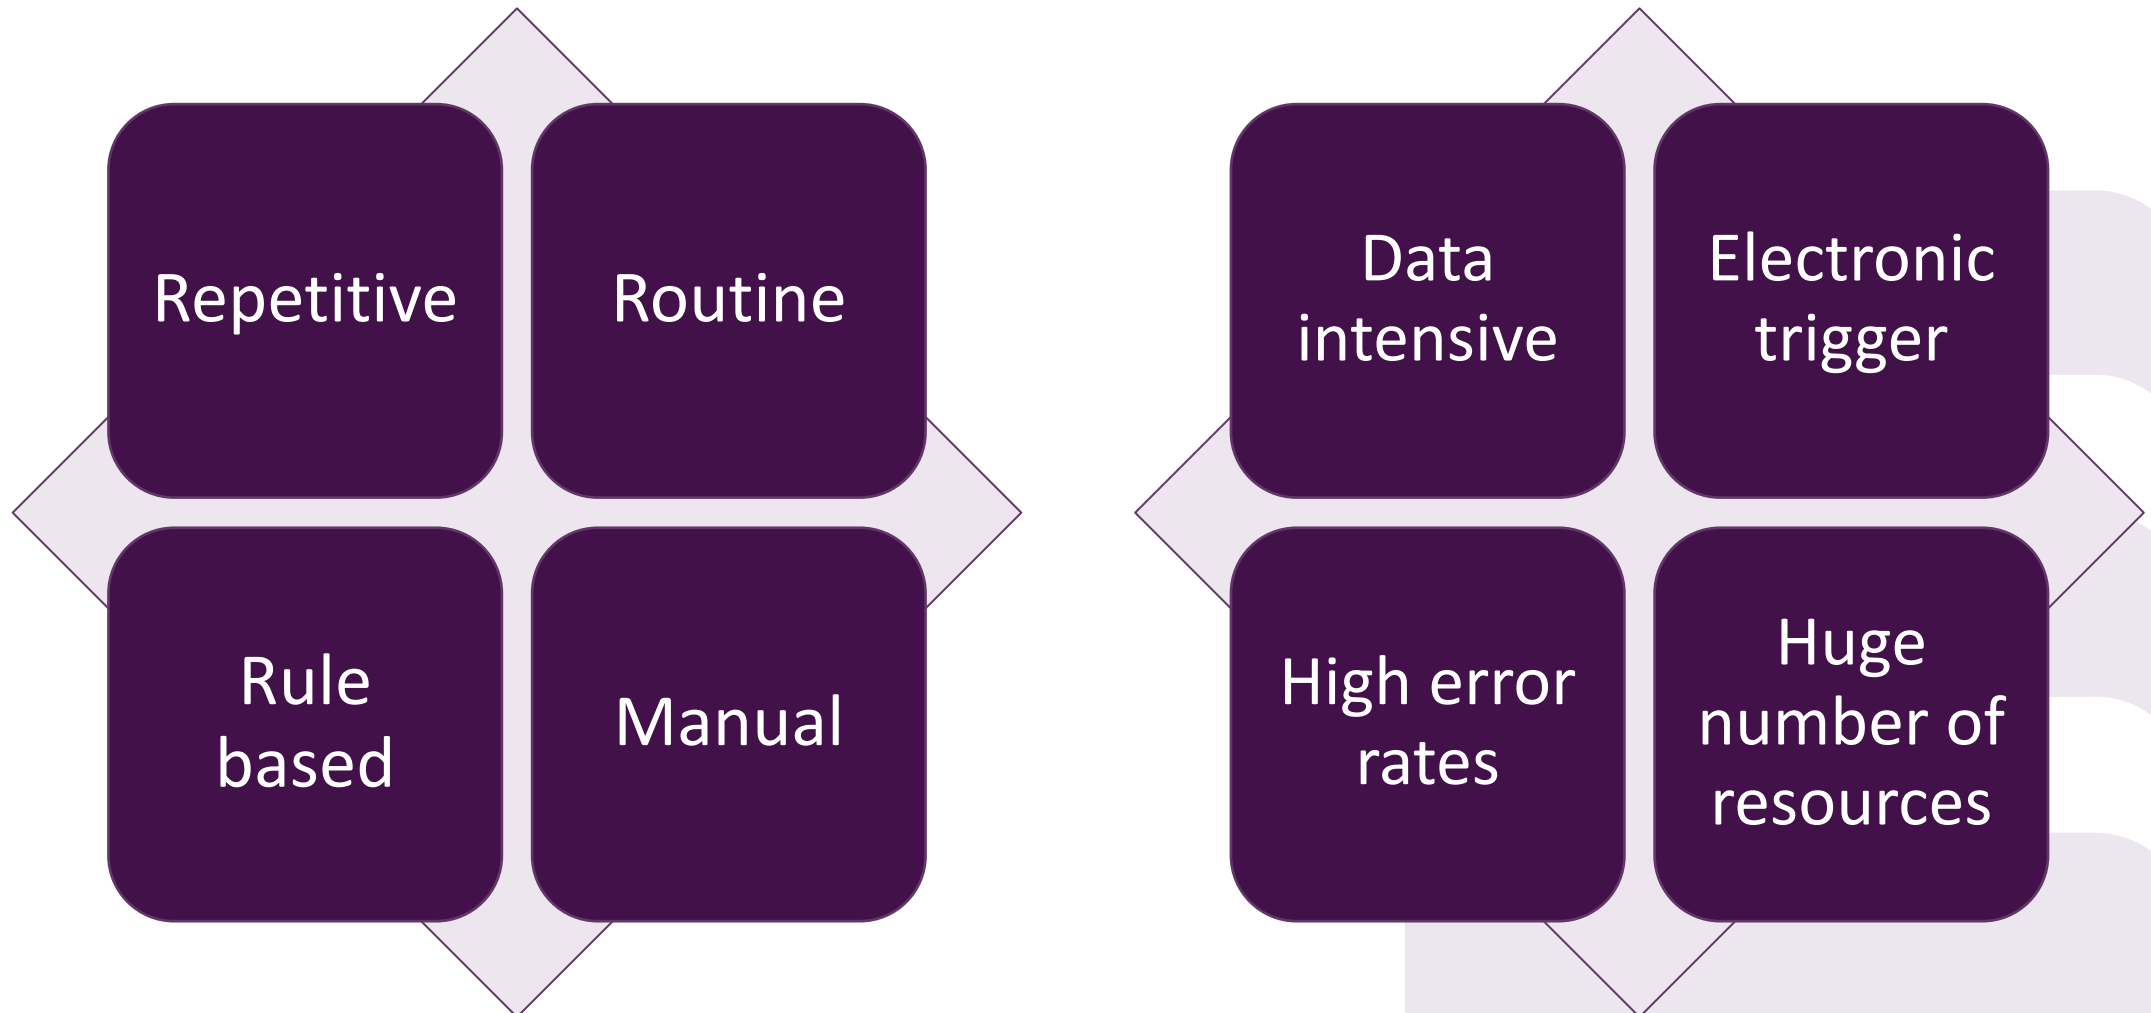 Repetitive
Routine
Rule
based
Manual
Data
intensive
Electronic
trigger
High error
rates
Huge
number of
resources